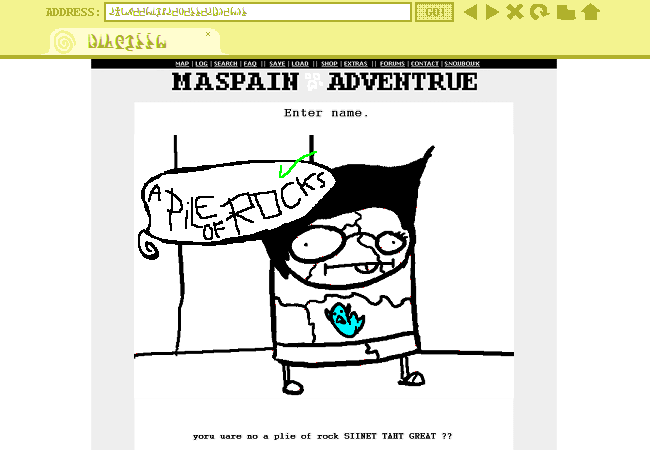 ADDRESS:
GO!
×
MAP | LOG | SEARCH | FAQ || SAVE | LOAD || SHOP | EXTRAS || FORUMS | CONTACT |
MASPAIN ADVENTRUE
Enter name.
A PiLE OF ROCKS
yoru uare no a plie of rock SIINET TAHT GREAT ??